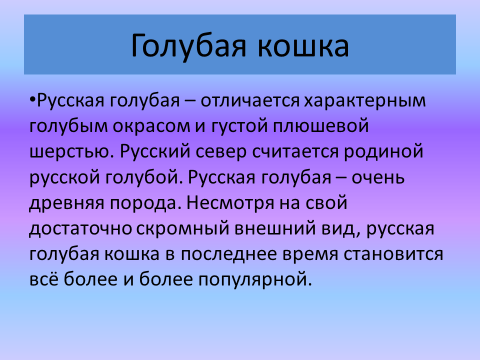 Голубая кошка
•Русская голубая – отличается характерным
голубым окрасом и густой плюшевой
шерстью. Русский север считается родиной
русской голубой. Русская голубая – очень
древняя порода. Несмотря на свой
достаточно скромный внешний вид, русская
голубая кошка в последнее время становится
всё более и более популярной.